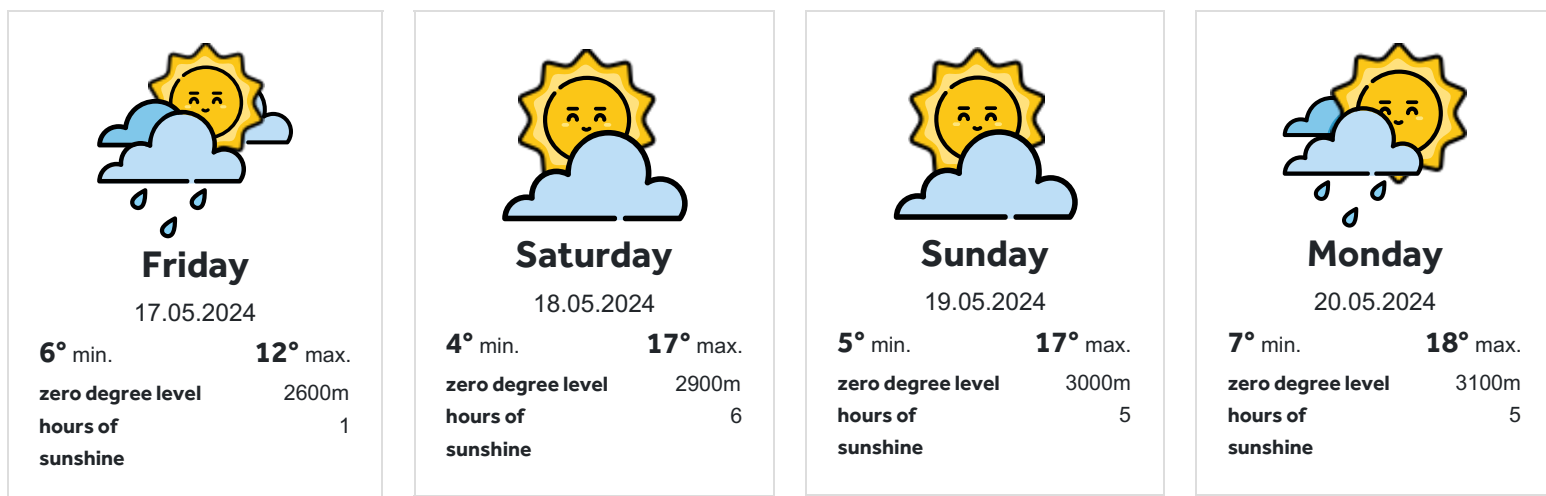 Friday
17.05.2024
6° min. 12° max.
zero degree level 2600m
hours of 1
sunshine
Saturday
18.05.2024
4° min. 17° max.
zero degree level 2900m
hours of 6
sunshine
Sunday
19.05.2024
5° min. 17° max.
zero degree level 3000m
hours of 5
sunshine
Monday
20.05.2024
7° min. 18° max.
zero degree level 3100m
hours of 5
sunshine